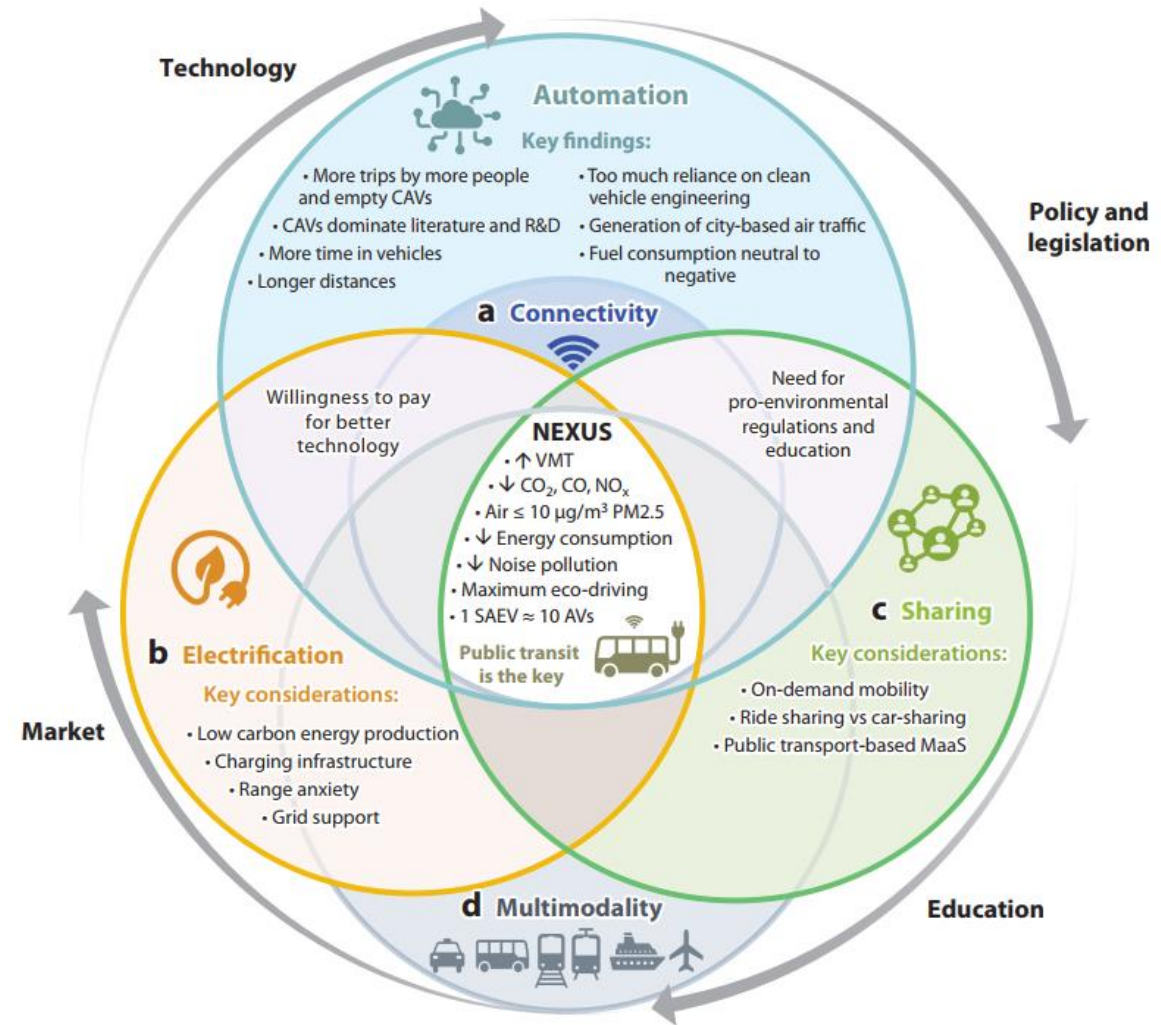 Technology
Policy and
legislation
Automation
Key findings:
• More trips by more people
and empty CAVs
• CAVs dominate literature and R&D
• More time in vehicles
• Longer distances
• Too much reliance on clean
vehicle engineering
• Generation of city-based air traffic
• Fuel consumption neutral to
negative
a Connectivity
Willingness to pay
for better
technology
Need for
pro-environmental
regulations and
education
NEXUS
• ↑ VMT
• ↓ CO₂, CO, NOₓ
• Air ≤ 10 µg/m³ PM2.5
• ↓ Energy consumption
• ↓ Noise pollution
• Maximum eco-driving
• 1 SAEV ≈ 10 AVs
Public transit
is the key
b Electrification
Key considerations:
• Low carbon energy production
• Charging infrastructure
• Range anxiety
• Grid support
c Sharing
Key considerations:
• On-demand mobility
• Ride sharing vs car-sharing
• Public transport-based MaaS
Market
Education
d Multimodality